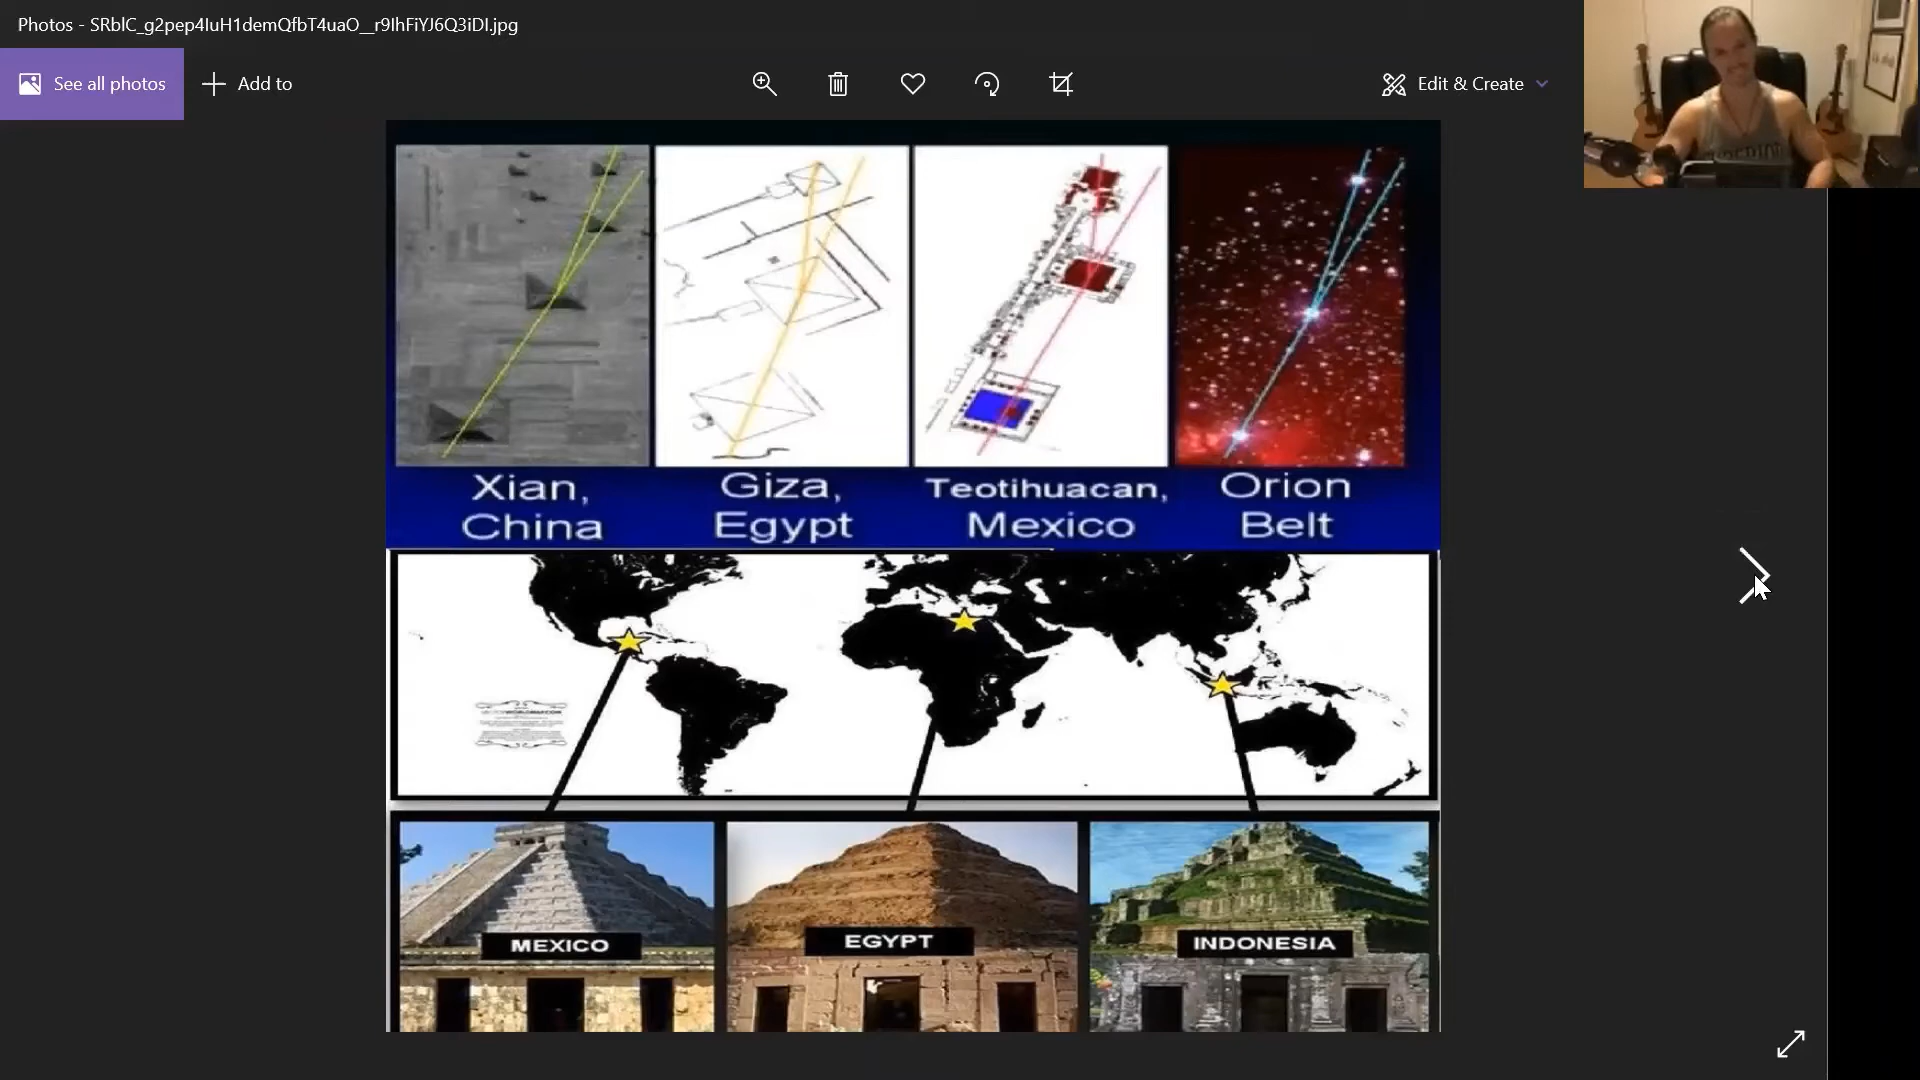 Photos - SRblC_g2pep4IuH1demQfbT4uaO__r9lhFiYJ6Q3iDI.jpg
See all photos
Add to
Edit & Create
Xian,
China
Giza,
Egypt
Teotihuacan,
Mexico
Orion
Belt
MEXICO
EGYPT
INDONESIA